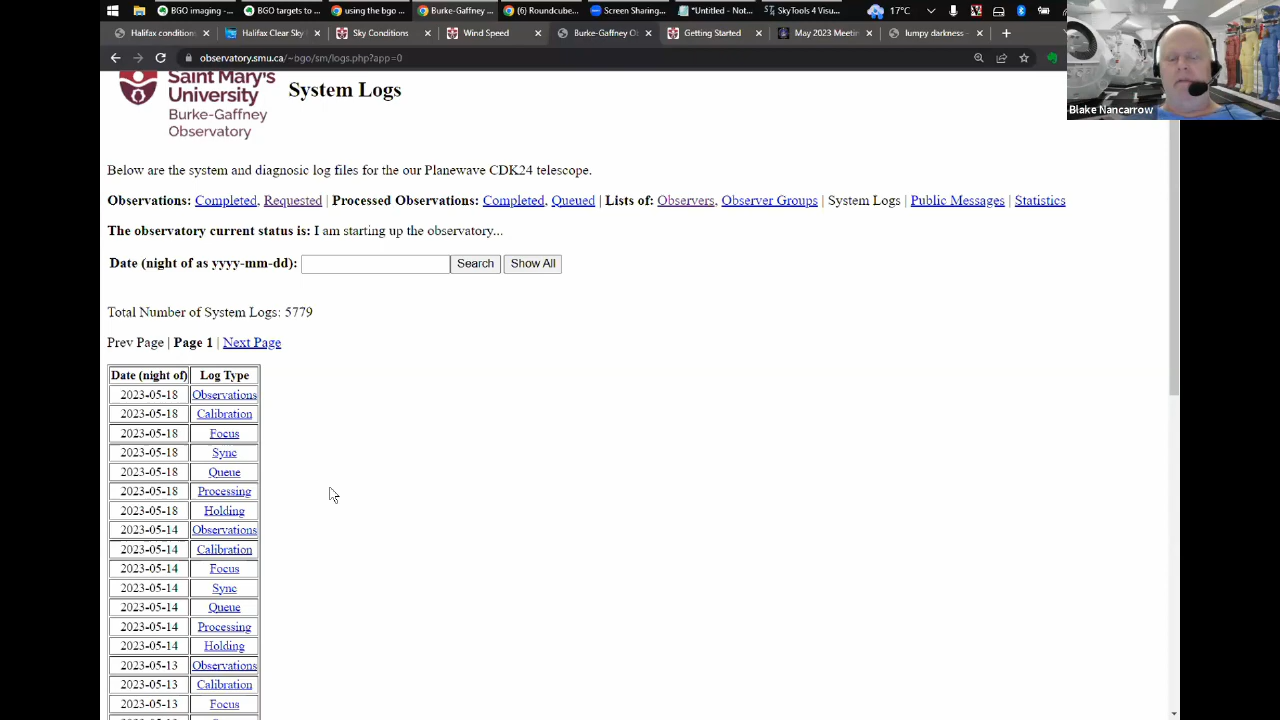 BGO imaging -...
BGO targets to ...
using the bgo ...
Burke-Gaffney ...
(6) Roundcube...
Screen Sharing...
*Untitled - Not...
SkyTools 4 Visu...
17°C
Halifax condition
Halifax Clear Sky
Sky Conditions
Wind Speed
Burke-Gaffney Ob
Getting Started
May 2023 Meetin
lumpy darkness -
observatory.smu.ca/~bgo/sm/logs.php?app=0
Blake Nancarrow
Saint Mary's
University
Burke-Gaffney
Observatory
System Logs
Below are the system and diagnosic log files for the our Planewave CDK24 telescope.
Observations: Completed, Requested | Processed Observations: Completed, Queued | Lists of: Observers, Observer Groups | System Logs | Public Messages | Statistics
The observatory current status is: I am starting up the observatory...
Date (night of as yyyy-mm-dd): Search Show All
Total Number of System Logs: 5779
Prev Page | Page 1 | Next Page
Date (night of) Log Type
2023-05-18 Observations
2023-05-18 Calibration
2023-05-18 Focus
2023-05-18 Sync
2023-05-18 Queue
2023-05-18 Processing
2023-05-18 Holding
2023-05-14 Observations
2023-05-14 Calibration
2023-05-14 Focus
2023-05-14 Sync
2023-05-14 Queue
2023-05-14 Processing
2023-05-14 Holding
2023-05-13 Observations
2023-05-13 Calibration
2023-05-13 Focus